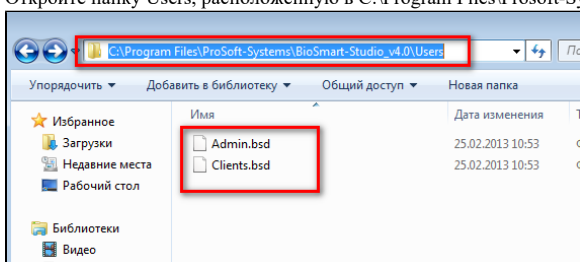 Откройте папку Users, расположенную в C:\Program Files\Prosoft-Sy
C:\Program Files\ProSoft-Systems\BioSmart-Studio_v4.0\Users
По
Упорядочить Добавить в библиотеку Общий доступ Новая папка
Избранное
Загрузки
Недавние места
Рабочий стол
Библиотеки
Видео
Имя Дата изменения
Admin.bsd 25.02.2013 10:53
Clients.bsd 25.02.2013 10:53